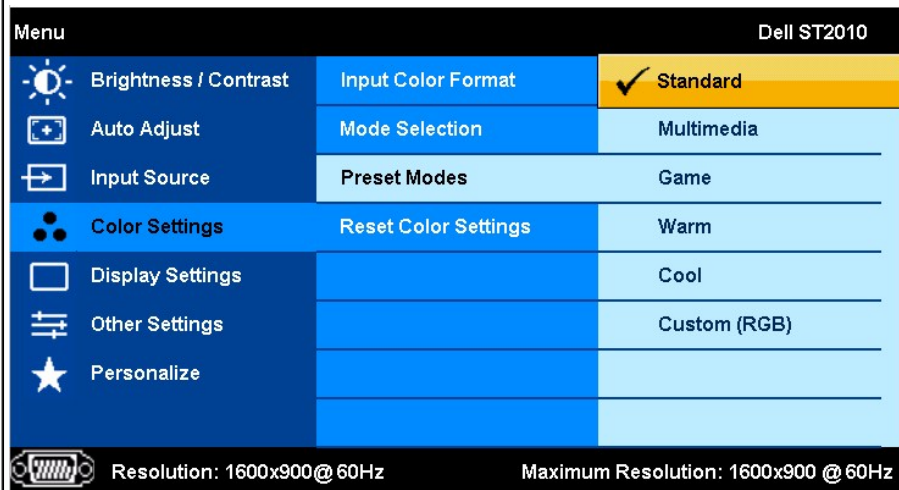 Menu Dell ST2010
Brightness / Contrast Input Color Format Standard
Auto Adjust Mode Selection Multimedia
Input Source Preset Modes Game
Color Settings Reset Color Settings Warm
Display Settings Cool
Other Settings Custom (RGB)
Personalize
Resolution: 1600x900@60Hz Maximum Resolution: 1600x900 @60Hz